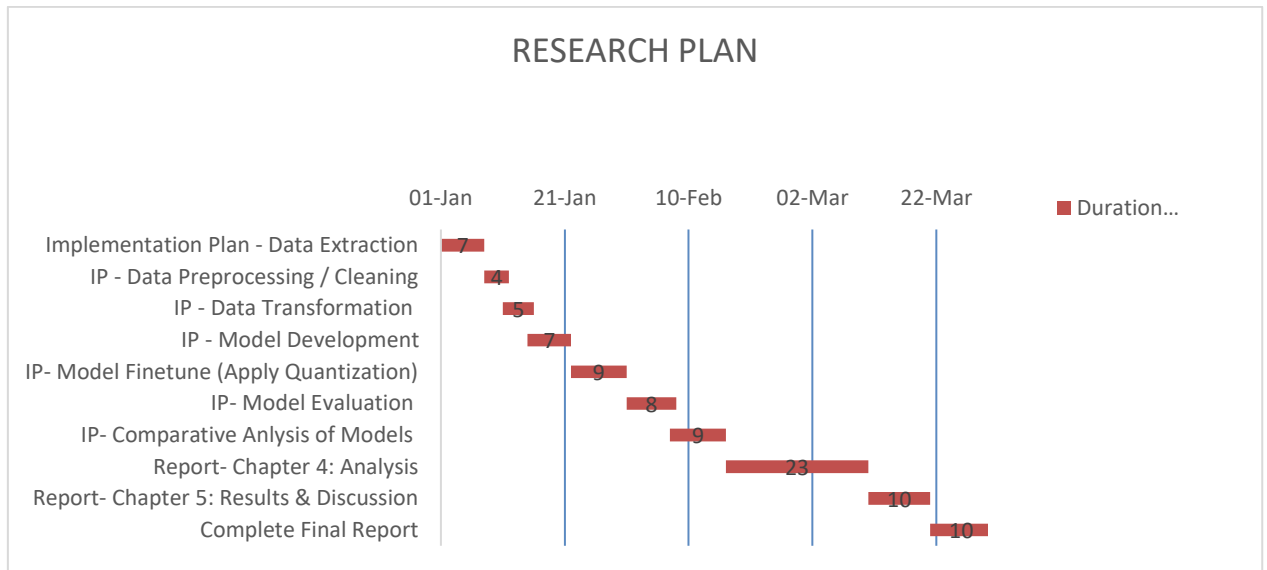 RESEARCH PLAN
01-Jan 21-Jan 10-Feb 02-Mar 22-Mar
Duration...
Implementation Plan - Data Extraction 7
IP - Data Preprocessing / Cleaning 4
IP - Data Transformation 5
IP - Model Development 7
IP- Model Finetune (Apply Quantization) 9
IP- Model Evaluation 8
IP- Comparative Anlysis of Models 9
Report- Chapter 4: Analysis 23
Report- Chapter 5: Results & Discussion 10
Complete Final Report 10